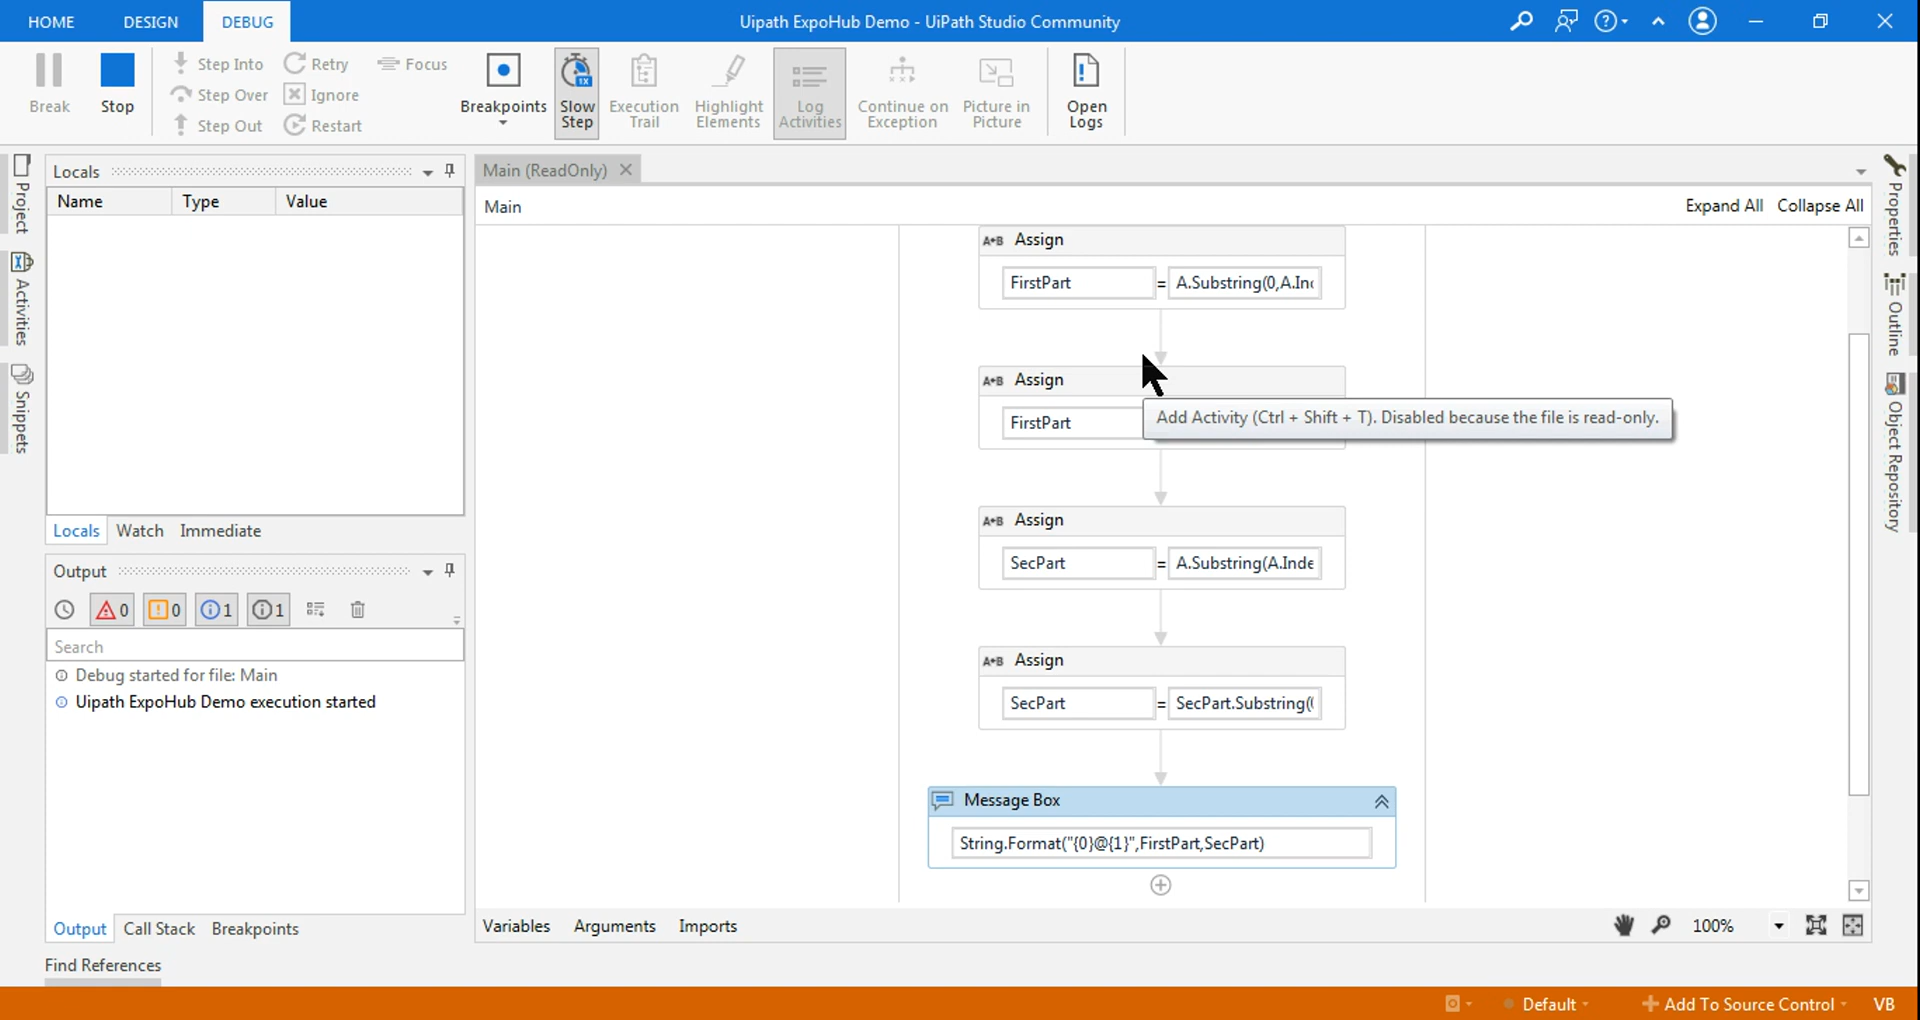 HOME DESIGN DEBUG Uipath ExpoHub Demo - UiPath Studio Community
Break
Stop
Step Into
Step Over
Step Out
Retry
Ignore
Restart
Focus
Breakpoints
Slow Step
1X
Execution Trail
Highlight Elements
Log Activities
Continue on Exception
Picture in Picture
Open Logs
Project
Activities
Snippets
Locals
Name Type Value
Locals Watch Immediate
Output
0 0 1 1
Search
Debug started for file: Main
Uipath ExpoHub Demo execution started
Output Call Stack Breakpoints
Find References
Main (ReadOnly)
Main Expand All Collapse All
A+B Assign
FirstPart = A.Substring(0,A.In
A+B Assign
FirstPart
Add Activity (Ctrl + Shift + T). Disabled because the file is read-only.
A+B Assign
SecPart = A.Substring(A.Inde
A+B Assign
SecPart = SecPart.Substring(
Message Box
String.Format("{0}@{1}",FirstPart,SecPart)
Variables Arguments Imports 100%
Properties
Outline
Object Repository
Default Add To Source Control VB